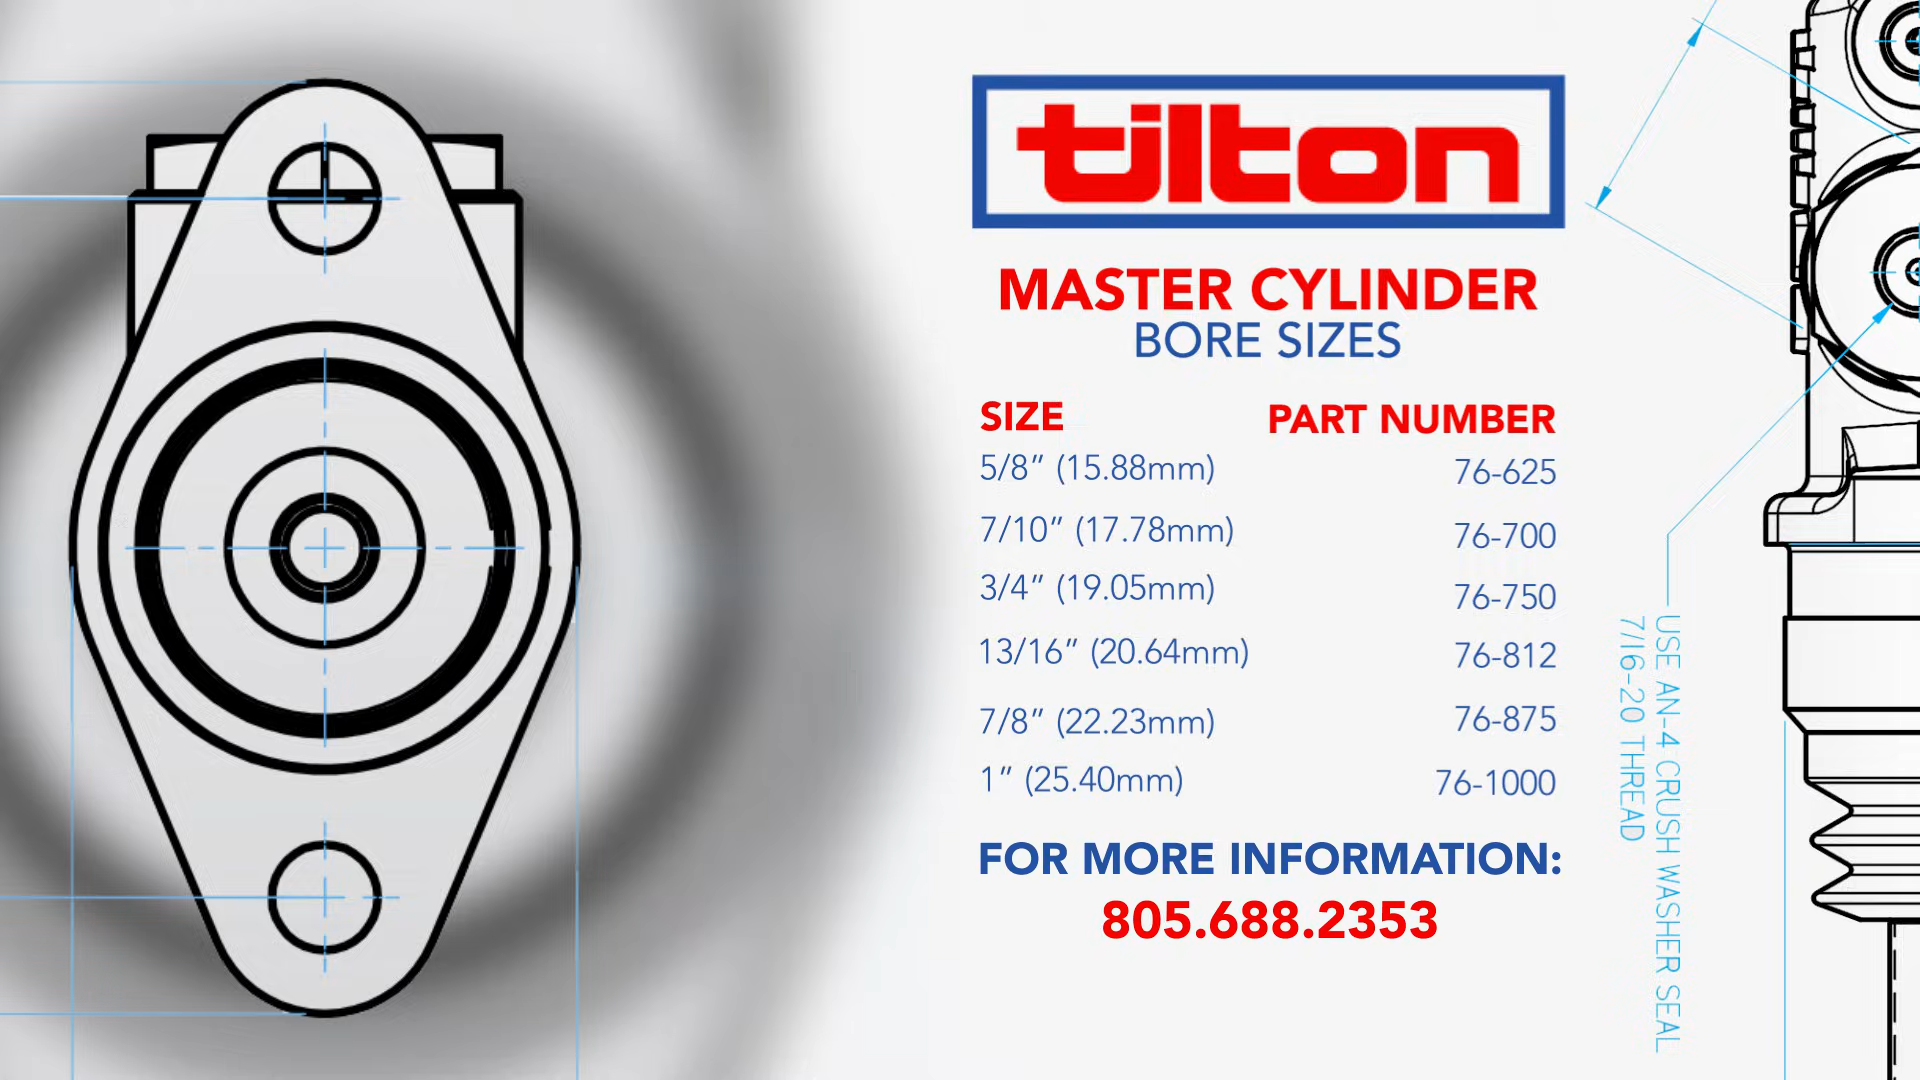 tilton
MASTER CYLINDER
BORE SIZES
SIZE PART NUMBER
5/8” (15.88mm) 76-625
7/10” (17.78mm) 76-700
3/4” (19.05mm) 76-750
13/16” (20.64mm) 76-812
7/8” (22.23mm) 76-875
1” (25.40mm) 76-1000
FOR MORE INFORMATION:
805.688.2353
USE AN-4 CRUSH WASHER SEAL
7/16-20 THREAD